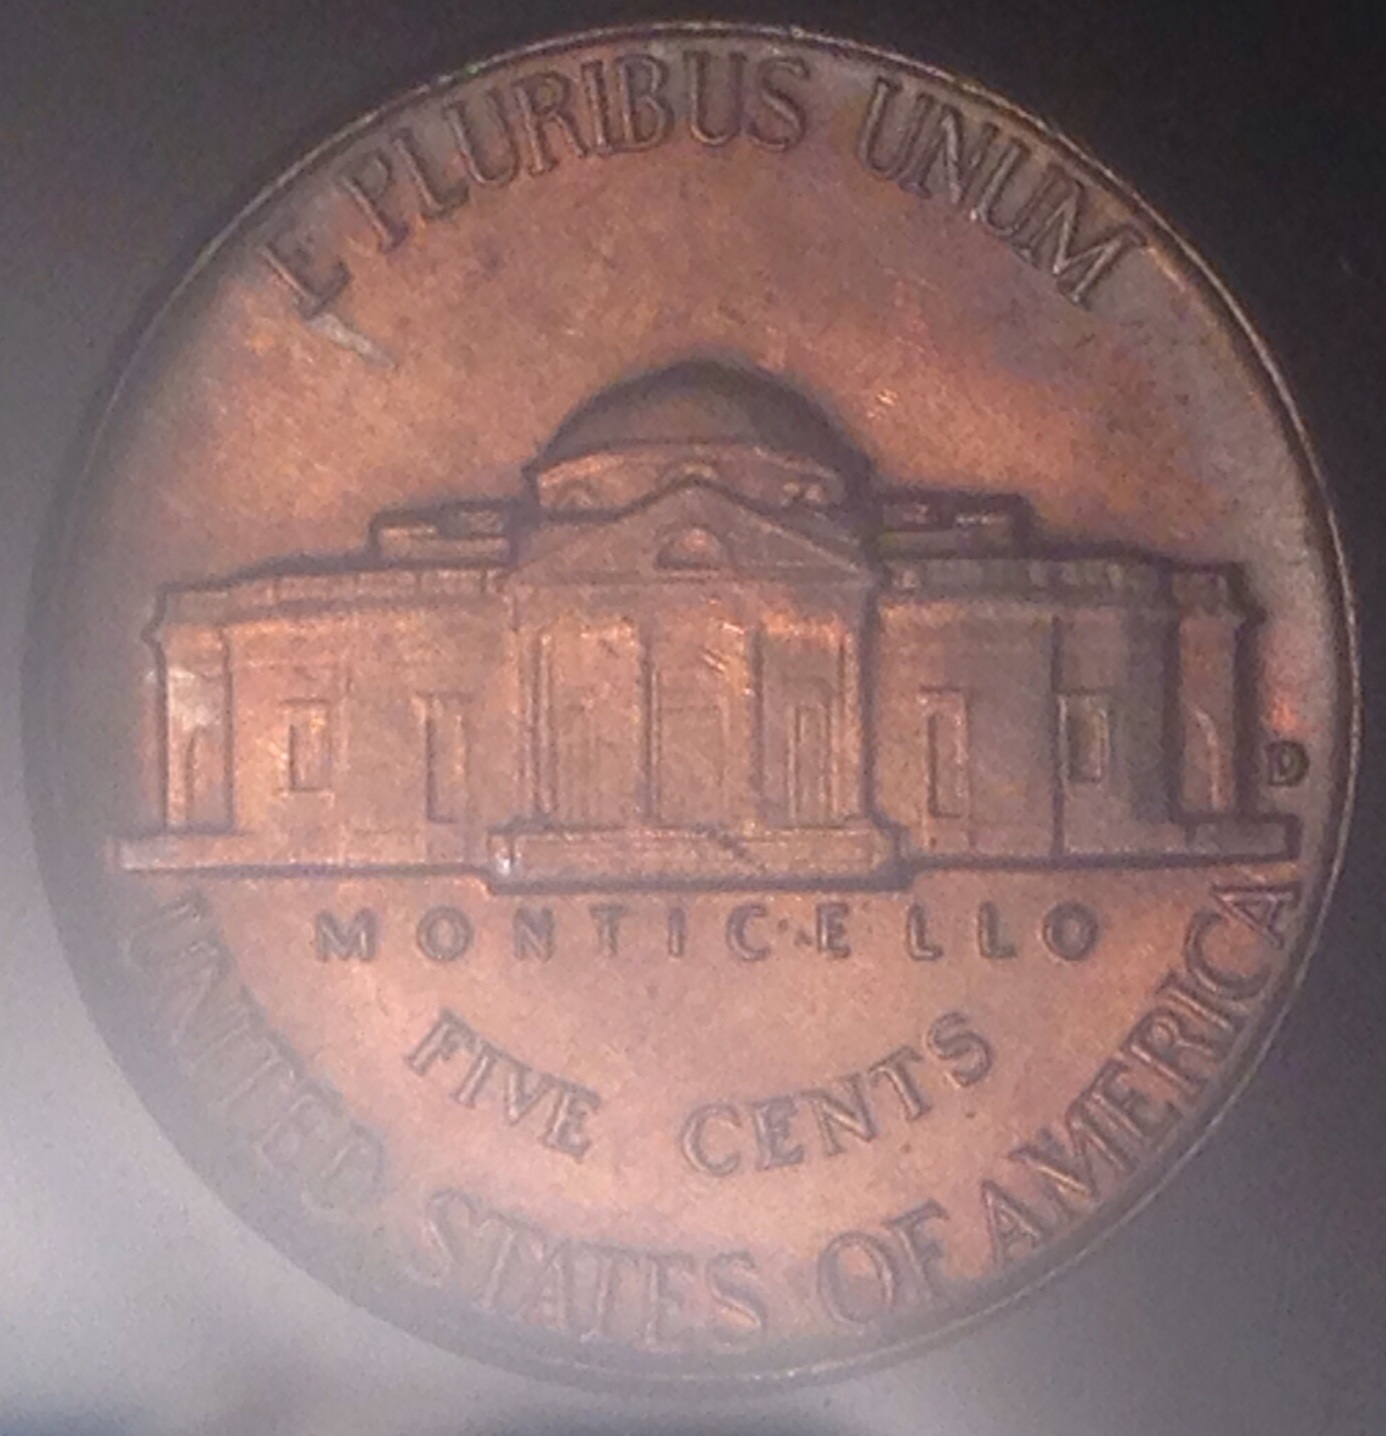 E PLURIBUS UNUM
D
MONTICELLO
FIVE CENTS
UNITED STATES OF AMERICA